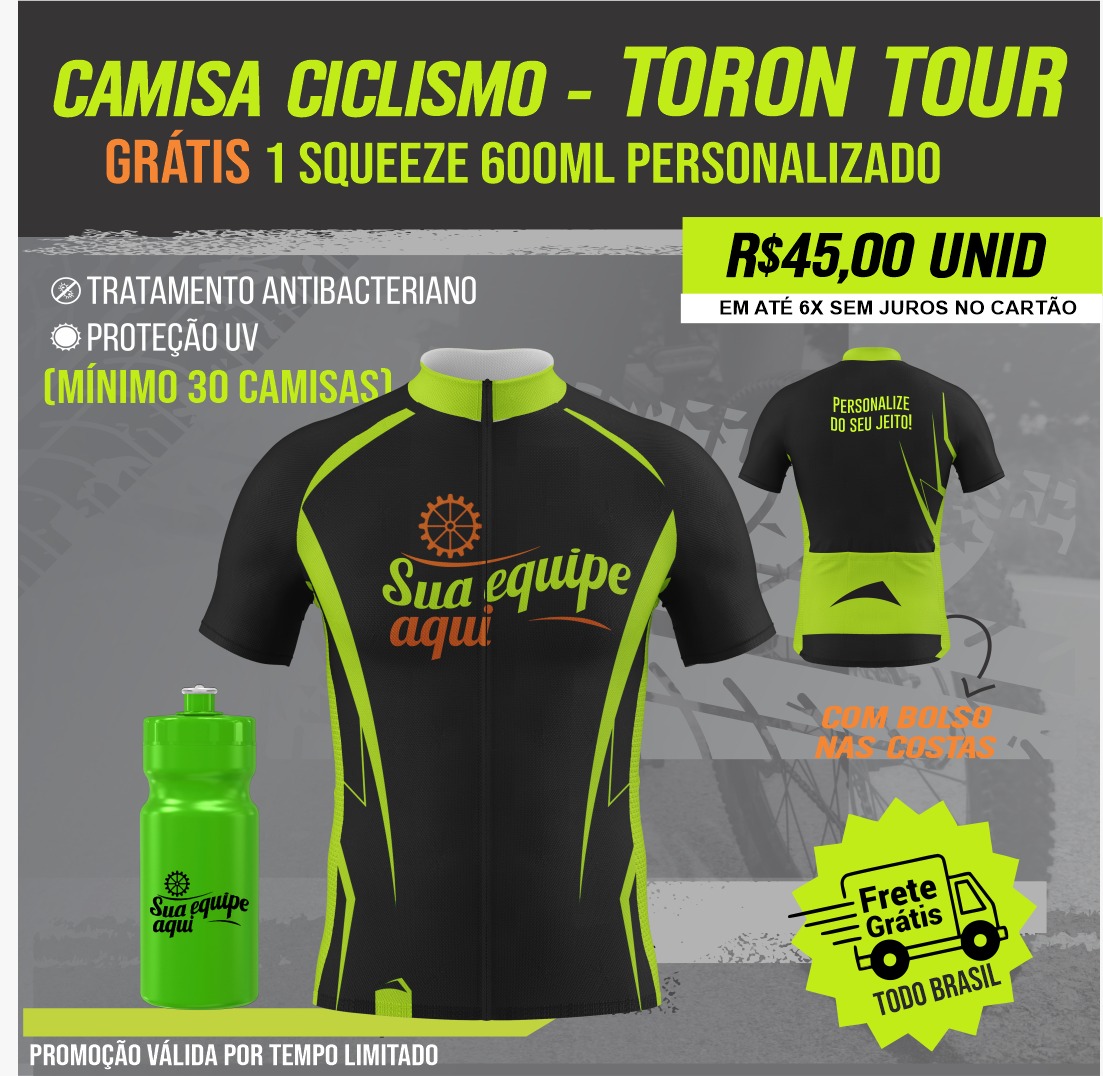 CAMISA CICLISMO - TORON TOUR
GRÁTIS 1 SQUEEZE 600ML PERSONALIZADO
R$45,00 UNID
EM ATÉ 6X SEM JUROS NO CARTÃO
TRATAMENTO ANTIBACTERIANO
PROTEÇÃO UV
(MÍNIMO 30 CAMISAS)
PERSONALIZE
DO SEU JEITO!
Sua equipe
aqui
COM BOLSO
NAS COSTAS
Sua equipe
aqui
Frete
Grátis
TODO BRASIL
PROMOÇÃO VÁLIDA POR TEMPO LIMITADO